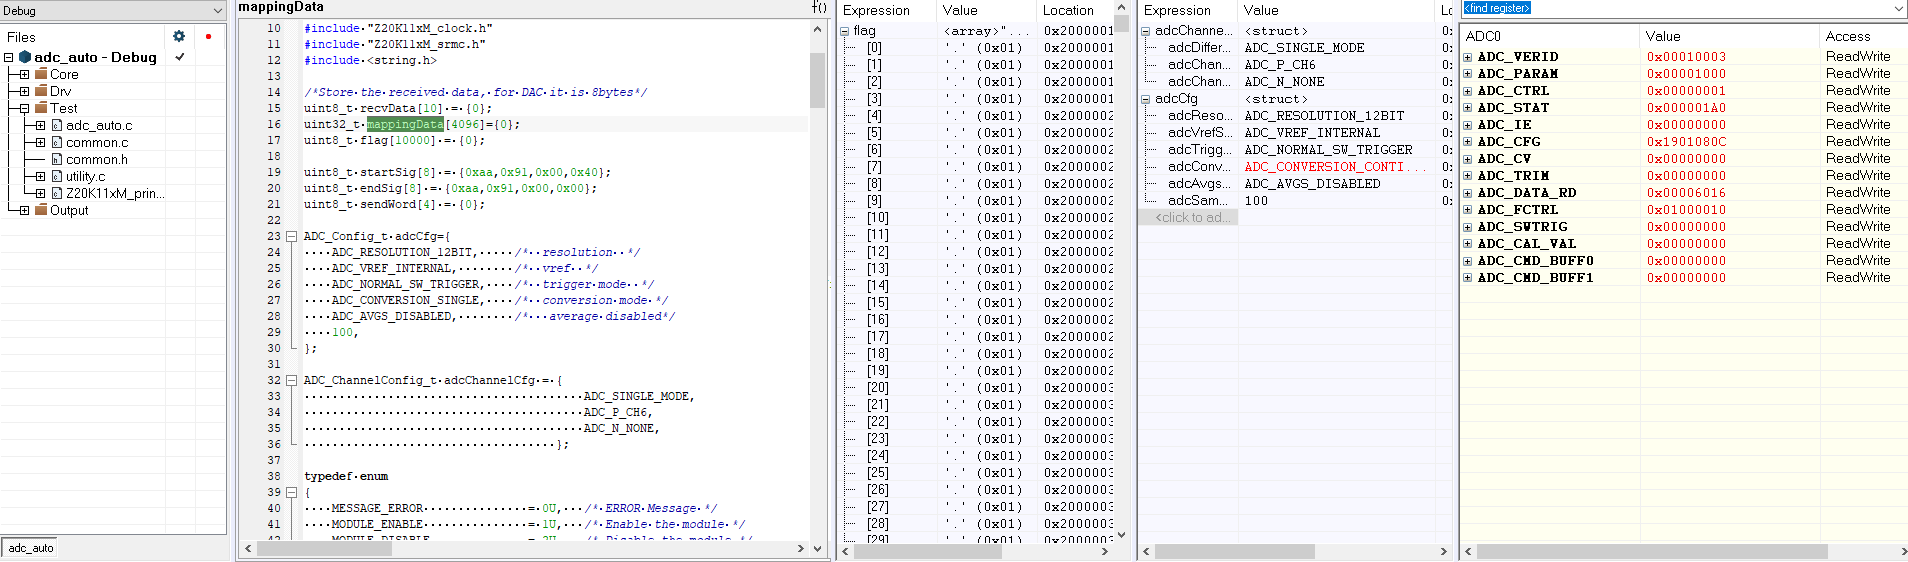 Debug
Files
adc_auto - Debug
Core
Drv
Test
adc_auto.c
common.c
common.h
utility.c
Z20K11xM_prin...
Output
adc_auto
mappingData
f()
10 #include "Z20K11xM_clock.h"
11 #include "Z20K11xM_srmc.h"
12 #include <string.h>
13
14 /*Store the received data, for DAC it is 8bytes*/
15 uint8_t recvData[10] = {0};
16 uint32_t mappingData[4096]={0};
17 uint8_t flag[10000] = {0};
18
19 uint8_t startSig[8] = {0xaa,0x91,0x00,0x40};
20 uint8_t endSig[8] = {0xaa,0x91,0x00,0x00};
21 uint8_t sendWord[4] = {0};
22
23 ADC_Config_t adcCfg={
24 ADC_RESOLUTION_12BIT, /* resolution */
25 ADC_VREF_INTERNAL, /* vref */
26 ADC_NORMAL_SW_TRIGGER, /* trigger mode */
27 ADC_CONVERSION_SINGLE, /* conversion mode */
28 ADC_AVGS_DISABLED, /* average disabled*/
29 100,
30 };
31
32 ADC_ChannelConfig_t adcChannelCfg = {
33 ADC_SINGLE_MODE,
34 ADC_P_CH6,
35 ADC_N_NONE,
36 };
37
38 typedef enum
39 {
40 MESSAGE_ERROR = 0U, /* ERROR Message */
41 MODULE_ENABLE = 1U, /* Enable the module */
42 MODULE_DISABLE = 2U, /* Disable the module */
Expression Value Location
flag <array>"... 0x2000001
[0] '.' (0x01) 0x2000001
[1] '.' (0x01) 0x2000001
[2] '.' (0x01) 0x2000001
[3] '.' (0x01) 0x2000001
[4] '.' (0x01) 0x2000002
[5] '.' (0x01) 0x2000002
[6] '.' (0x01) 0x2000002
[7] '.' (0x01) 0x2000002
[8] '.' (0x01) 0x2000002
[9] '.' (0x01) 0x2000002
[10] '.' (0x01) 0x2000002
[11] '.' (0x01) 0x2000002
[12] '.' (0x01) 0x2000002
[13] '.' (0x01) 0x2000002
[14] '.' (0x01) 0x2000002
[15] '.' (0x01) 0x2000002
[16] '.' (0x01) 0x2000002
[17] '.' (0x01) 0x2000002
[18] '.' (0x01) 0x2000002
[19] '.' (0x01) 0x2000002
[20] '.' (0x01) 0x2000003
[21] '.' (0x01) 0x2000003
[22] '.' (0x01) 0x2000003
[23] '.' (0x01) 0x2000003
[24] '.' (0x01) 0x2000003
[25] '.' (0x01) 0x2000003
[26] '.' (0x01) 0x2000003
[27] '.' (0x01) 0x2000003
[28] '.' (0x01) 0x2000003
[29] '.' (0x01) 0x2000003
Expression Value Lo
adcChanne... <struct> 0:
adcDiffer... ADC_SINGLE_MODE 0:
adcChan... ADC_P_CH6 0:
adcChan... ADC_N_NONE 0:
adcCfg <struct> 0:
adcReso... ADC_RESOLUTION_12BIT 0:
adcVrefS... ADC_VREF_INTERNAL 0:
adcTrigg... ADC_NORMAL_SW_TRIGGER 0:
adcConv... ADC_CONVERSION_CONTI... 0:
adcAvgs... ADC_AVGS_DISABLED 0:
adcSam... 100 0:
<click to ad...
<find register>
ADC0 Value Access
ADC_VERID 0x00010003 ReadWrite
ADC_PARAM 0x00001000 ReadWrite
ADC_CTRL 0x00000001 ReadWrite
ADC_STAT 0x000001A0 ReadWrite
ADC_IE 0x00000000 ReadWrite
ADC_CFG 0x1901080C ReadWrite
ADC_CV 0x00000000 ReadWrite
ADC_TRIM 0x00000000 ReadWrite
ADC_DATA_RD 0x00006016 ReadWrite
ADC_FCTRL 0x01000010 ReadWrite
ADC_SWTRIG 0x00000000 ReadWrite
ADC_CAL_VAL 0x00000000 ReadWrite
ADC_CMD_BUFF0 0x00000000 ReadWrite
ADC_CMD_BUFF1 0x00000000 ReadWrite